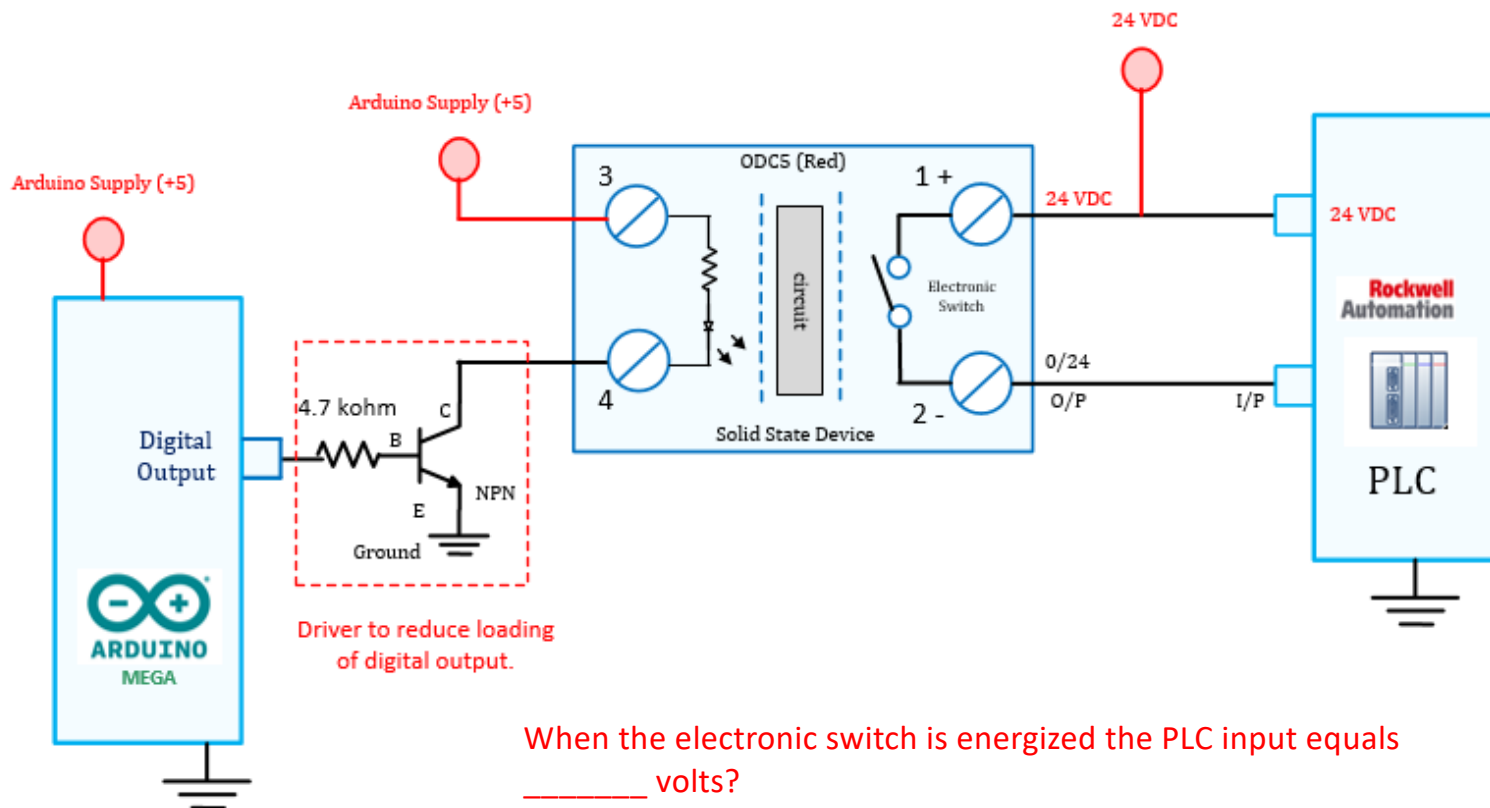 24 VDC
Arduino Supply (+5)
Arduino Supply (+5)
ODC5 (Red)
3
1 +
24 VDC
24 VDC
circuit
Electronic
Switch
Rockwell
Automation
4.7 kohm
C
4
2 -
0/24
O/P
I/P
Digital
Output
B
Solid State Device
PLC
NPN
E
Ground
ARDUINO
MEGA
Driver to reduce loading
of digital output.
When the electronic switch is energized the PLC input equals
_______ volts?